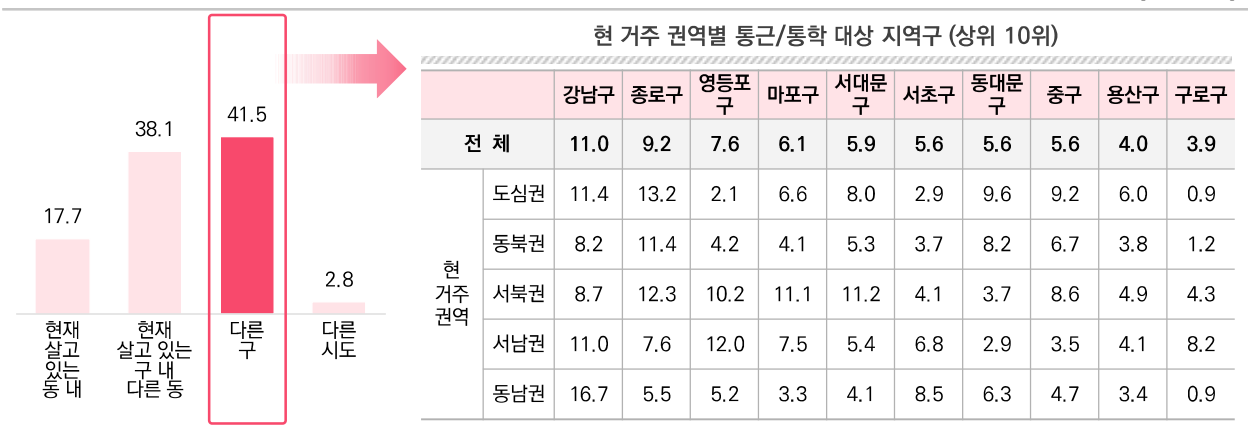 현 거주 권역별 통근/통학 대상 지역구 (상위 10위)
17.7
38.1
41.5
2.8
현재
살고
있는
동 내
현재
살고 있는
구 내
다른 동
다른
구
다른
시도
강남구 종로구 영등포구 마포구 서대문구 서초구 동대문구 중구 용산구 구로구
전 체 11.0 9.2 7.6 6.1 5.9 5.6 5.6 5.6 4.0 3.9
현
거주
권역
도심권 11.4 13.2 2.1 6.6 8.0 2.9 9.6 9.2 6.0 0.9
동북권 8.2 11.4 4.2 4.1 5.3 3.7 8.2 6.7 3.8 1.2
서북권 8.7 12.3 10.2 11.1 11.2 4.1 3.7 8.6 4.9 4.3
서남권 11.0 7.6 12.0 7.5 5.4 6.8 2.9 3.5 4.1 8.2
동남권 16.7 5.5 5.2 3.3 4.1 8.5 6.3 4.7 3.4 0.9